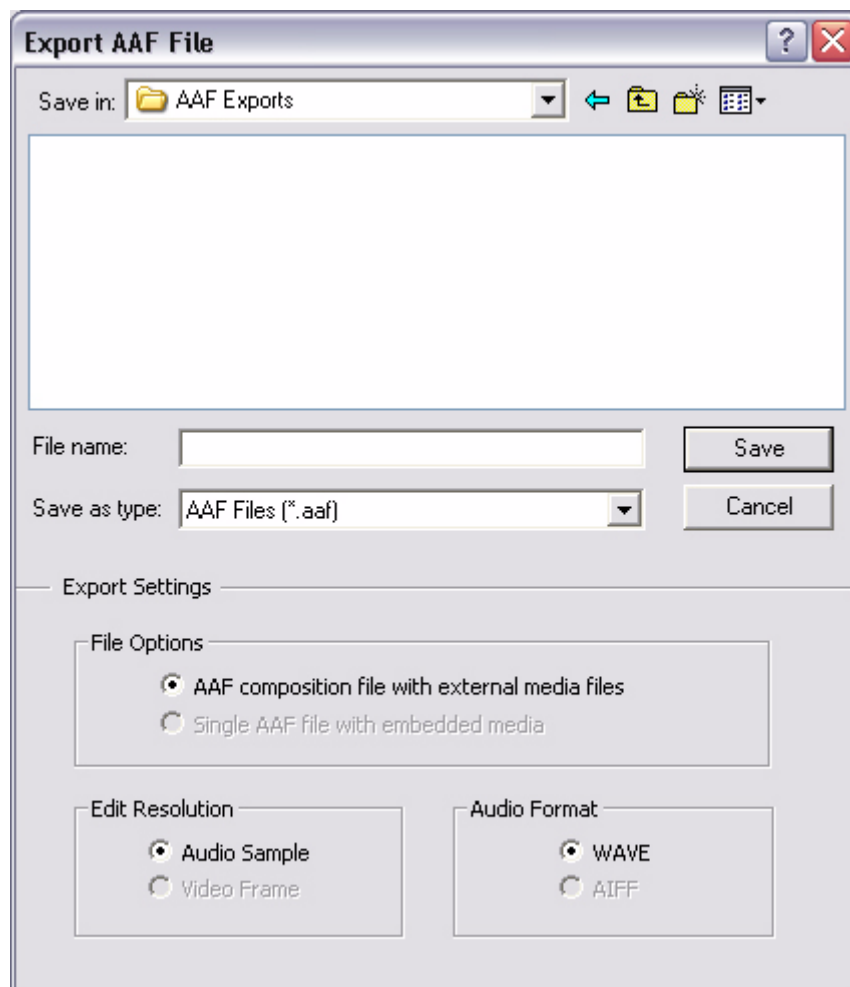 Export AAF File
Save in: AAF Exports
File name: Save
Save as type: AAF Files (*.aaf) Cancel
Export Settings
File Options
AAF composition file with external media files
Single AAF file with embedded media
Edit Resolution Audio Format
Audio Sample WAVE
Video Frame AIFF